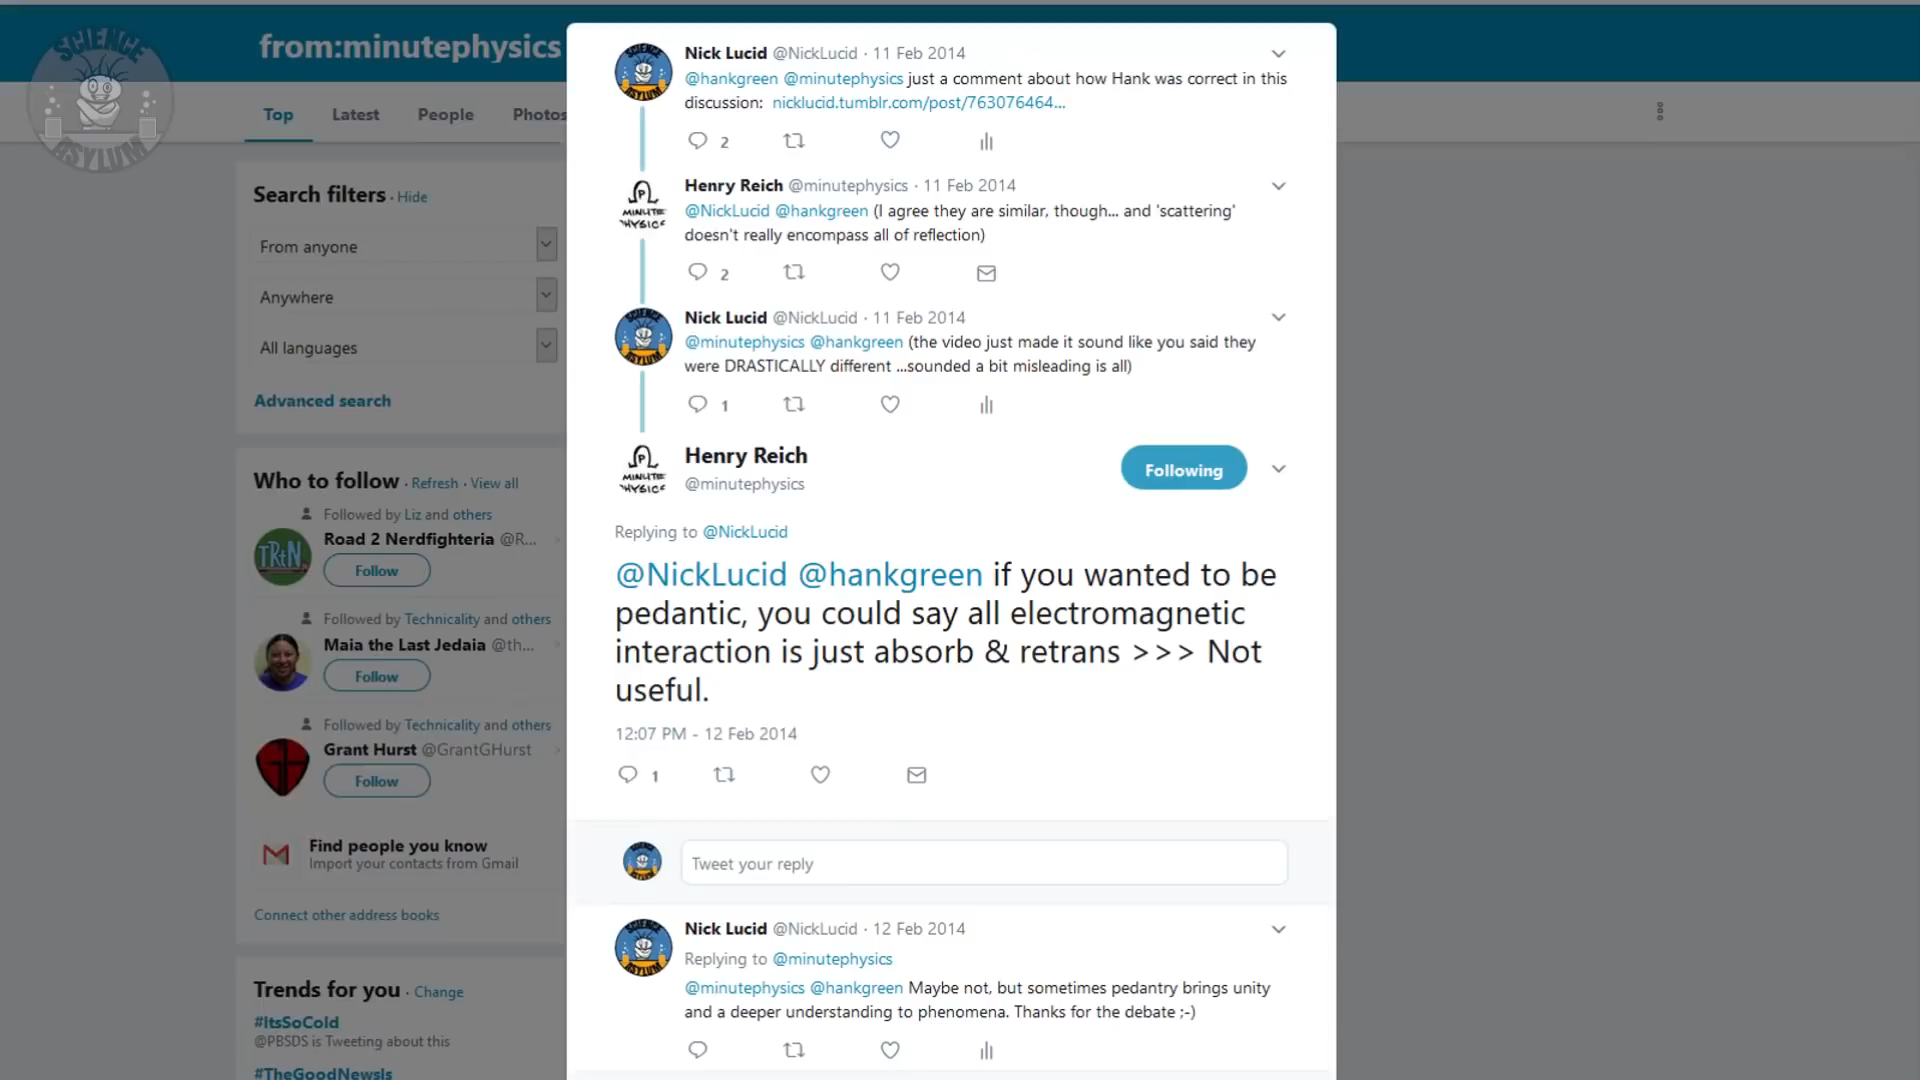 SCIENCE
ASYLUM
from:minutephysics
Top
Latest
People
Photos
Search filters · Hide
From anyone
Anywhere
All languages
Advanced search
Who to follow · Refresh · View all
Followed by Liz and others
Road 2 Nerdfighteria @R...
TRtN
Follow
Followed by Technicality and others
Maia the Last Jedaia @th...
Follow
Followed by Technicality and others
Grant Hurst @GrantGHurst
Follow
Find people you know
Import your contacts from Gmail
Connect other address books
Trends for you · Change
#ItsSoCold
@PBSDS is Tweeting about this
#TheGoodNewsIs
Nick Lucid @NickLucid · 11 Feb 2014
@hankgreen @minutephysics just a comment about how Hank was correct in this
discussion: nicklucid.tumblr.com/post/763076464...
2
Henry Reich @minutephysics · 11 Feb 2014
MINUTE
PHYSICS
@NickLucid @hankgreen (I agree they are similar, though... and 'scattering'
doesn't really encompass all of reflection)
2
Nick Lucid @NickLucid · 11 Feb 2014
@minutephysics @hankgreen (the video just made it sound like you said they
were DRASTICALLY different ...sounded a bit misleading is all)
1
Henry Reich
@minutephysics
MINUTE
PHYSICS
Following
Replying to @NickLucid
@NickLucid @hankgreen if you wanted to be
pedantic, you could say all electromagnetic
interaction is just absorb & retrans >>> Not
useful.
12:07 PM - 12 Feb 2014
1
Tweet your reply
Nick Lucid @NickLucid · 12 Feb 2014
Replying to @minutephysics
@minutephysics @hankgreen Maybe not, but sometimes pedantry brings unity
and a deeper understanding to phenomena. Thanks for the debate ;-)